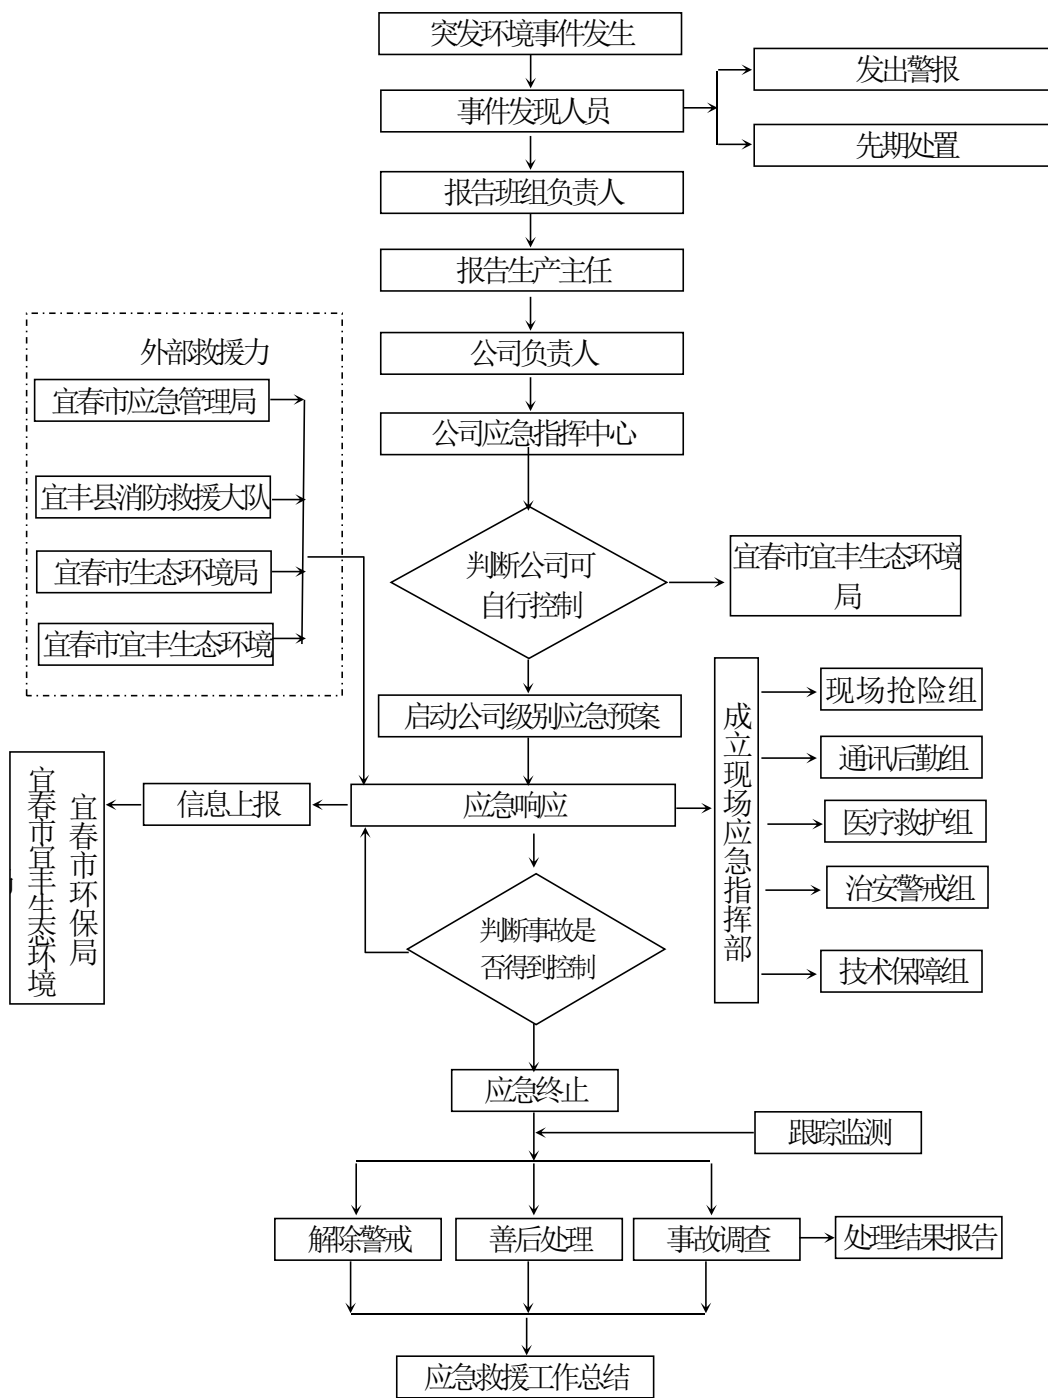 突发环境事件发生
发出警报
事件发现人员
先期处置
报告班组负责人
报告生产主任
外部救援力
公司负责人
宜春市应急管理局
公司应急指挥中心
宜丰县消防救援大队
宜春市生态环境局
宜春市宜丰生态环境
判断公司可
自行控制
宜春市宜丰生态环境
局
启动公司级别应急预案
成立现场应急指挥部
现场抢险组
通讯后勤组
医疗救护组
治安警戒组
技术保障组
应急响应
信息上报
宜春市环保局
宜春市宜丰生态环境
判断事故是
否得到控制
应急终止
跟踪监测
解除警戒
善后处理
事故调查
处理结果报告
应急救援工作总结